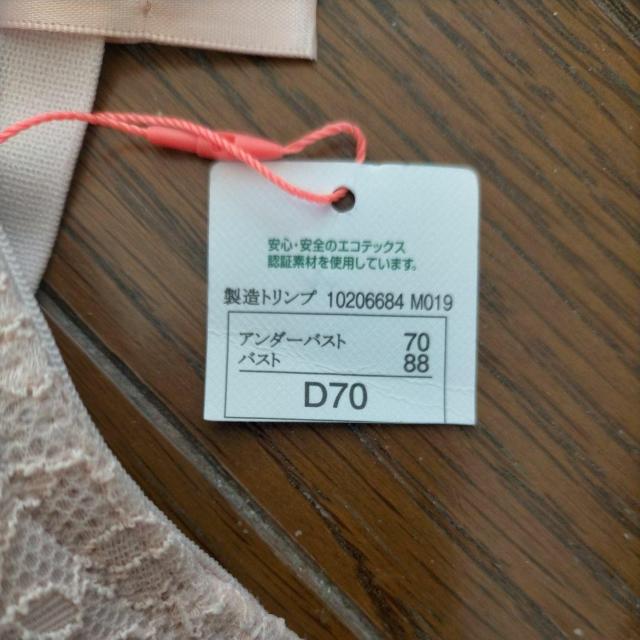 安心・安全のエコテックス
認証素材を使用しています。
製造トリンプ 10206684 M019
アンダーバスト 70
バスト 88
D70